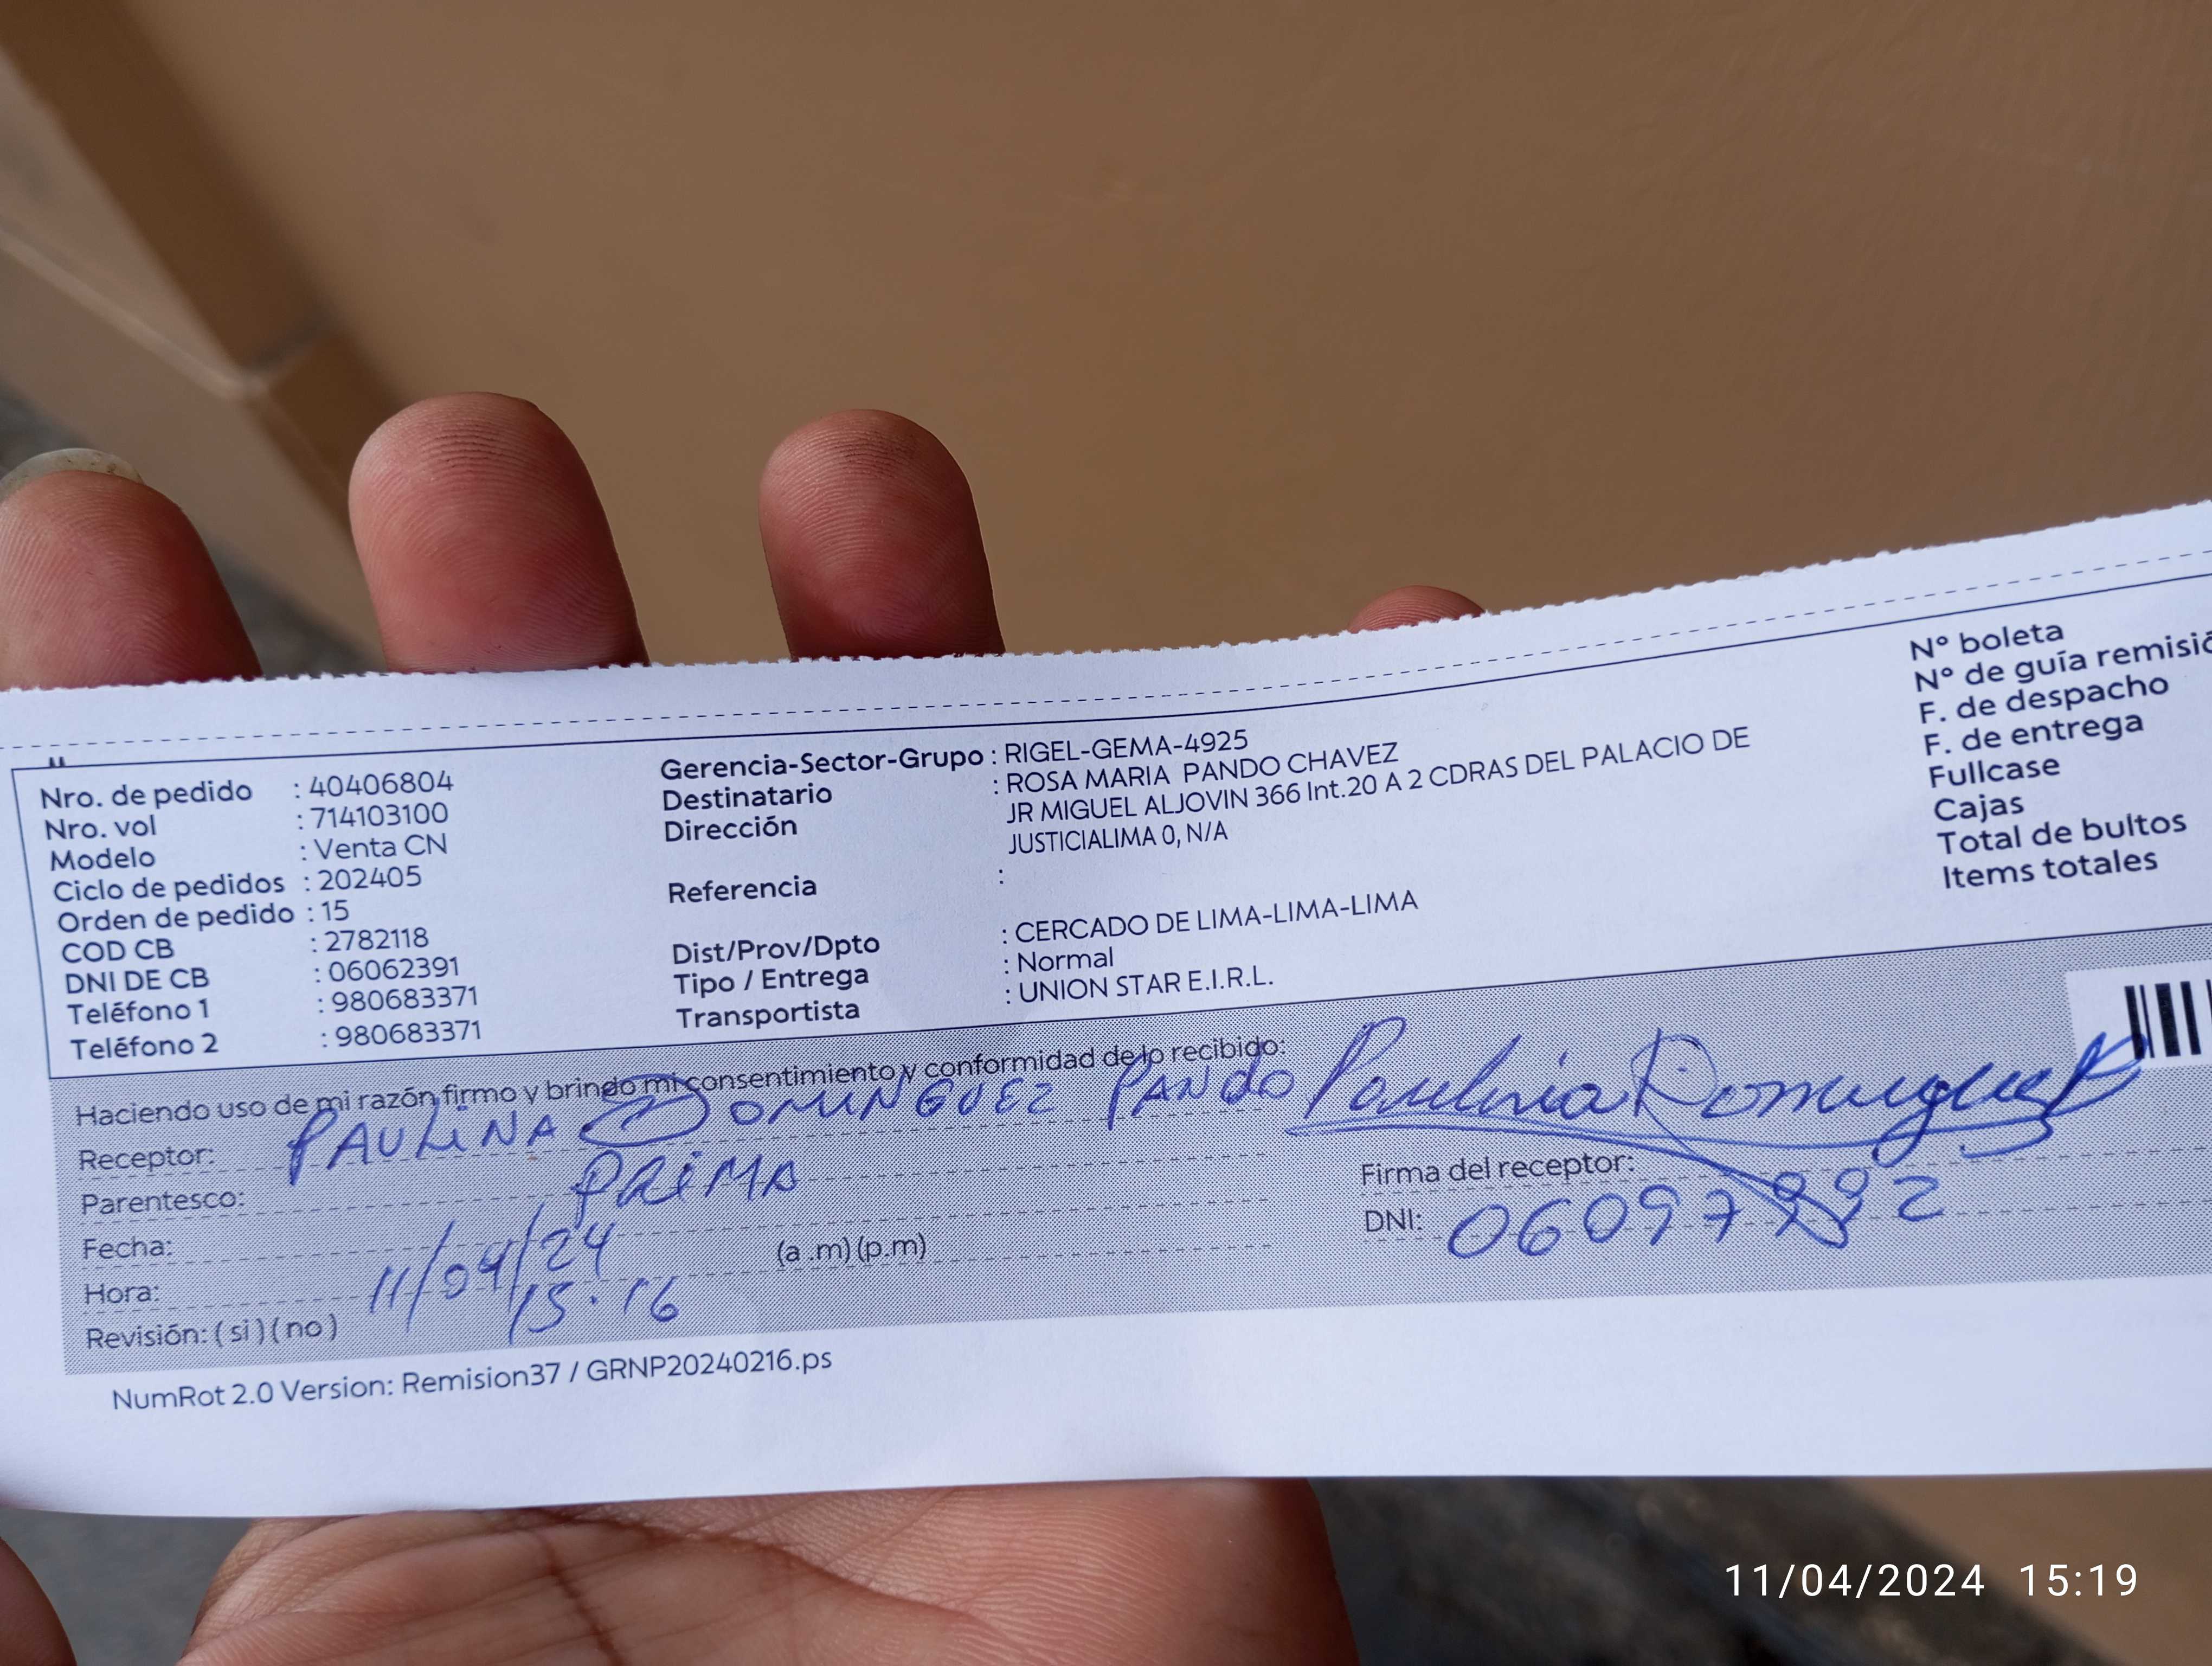 Nro. de pedido : 40406804
Nro. vol : 714103100
Modelo : Venta CN
Ciclo de pedidos : 202405
Orden de pedido : 15
COD CB : 2782118
DNI DE CB : 06062391
Teléfono 1 : 980683371
Teléfono 2 : 980683371
Gerencia-Sector-Grupo : RIGEL-GEMA-4925
Destinatario : ROSA MARIA PANDO CHAVEZ
Dirección JR MIGUEL ALJOVIN 366 Int.20 A 2 CDRAS DEL PALACIO DE
JUSTICIALIMA 0, N/A
Referencia :
Dist/Prov/Dpto : CERCADO DE LIMA-LIMA-LIMA
Tipo / Entrega : Normal
Transportista : UNION STAR E.I.R.L.
Nº boleta
Nº de guía remisió
F. de despacho
F. de entrega
Fullcase
Cajas
Total de bultos
Items totales
Haciendo uso de mi razón firmo y brindo mi consentimiento y conformidad de lo recibido:
Receptor: PAULINA DOMINGUEZ PANDO
Parentesco: PRIMA
Fecha: 11/04/24
Hora: 15.16 (a .m) (p.m)
Revisión: ( si ) ( no )
Paulina Dominguez
Firma del receptor:
DNI:
NumRot 2.0 Version: Remision37 / GRNP20240216.ps
11/04/2024 15:19